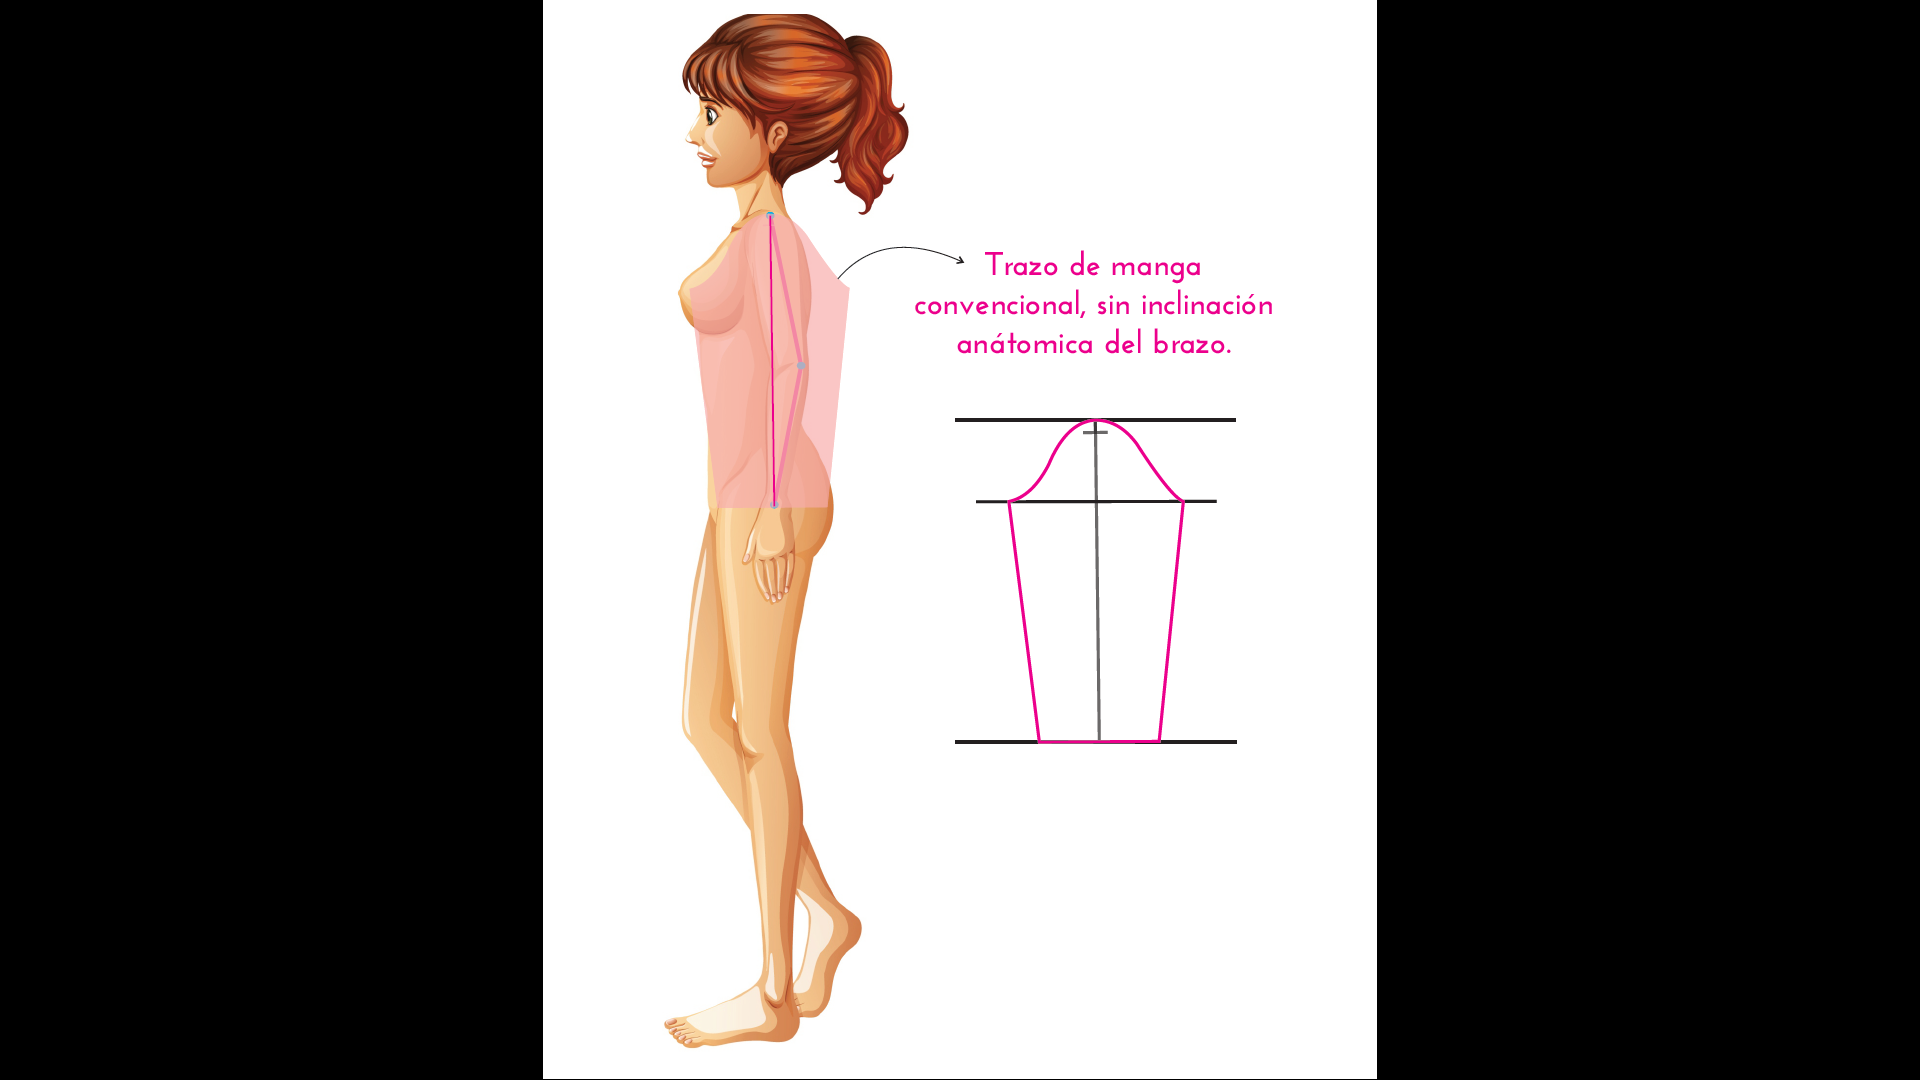 Trazo de manga
convencional, sin inclinación
anátomica del brazo.